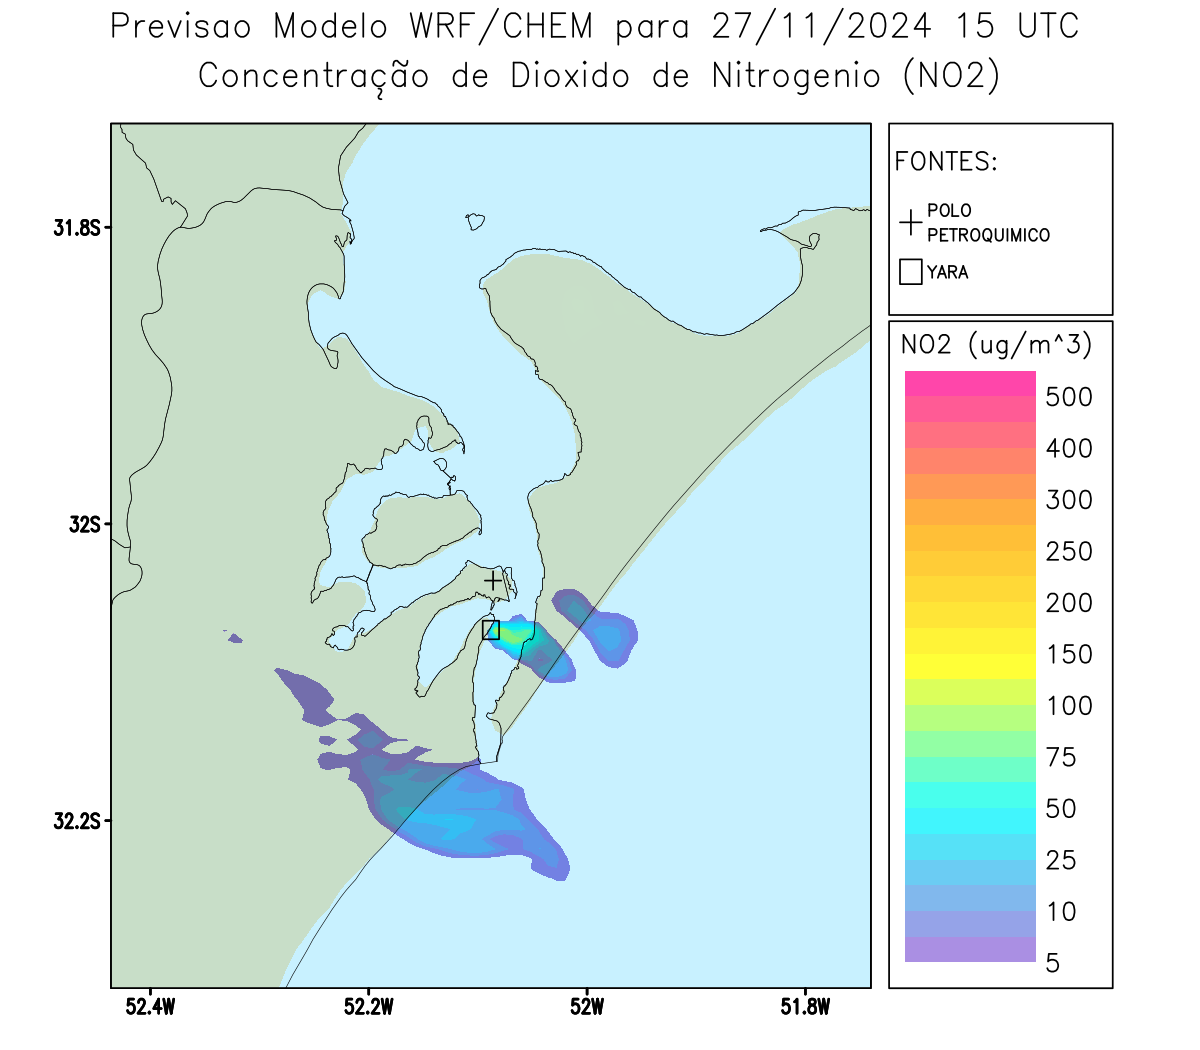 Previsao Modelo WRF/CHEM para 27/11/2024 15 UTC
Concentração de Dioxido de Nitrogenio (NO2)
FONTES:
POLO
PETROQUIMICO
YARA
NO2 (ug/m^3)
500
400
300
250
200
150
100
75
50
25
10
5
31.8S
32S
32.2S
52.4W
52.2W
52W
51.8W